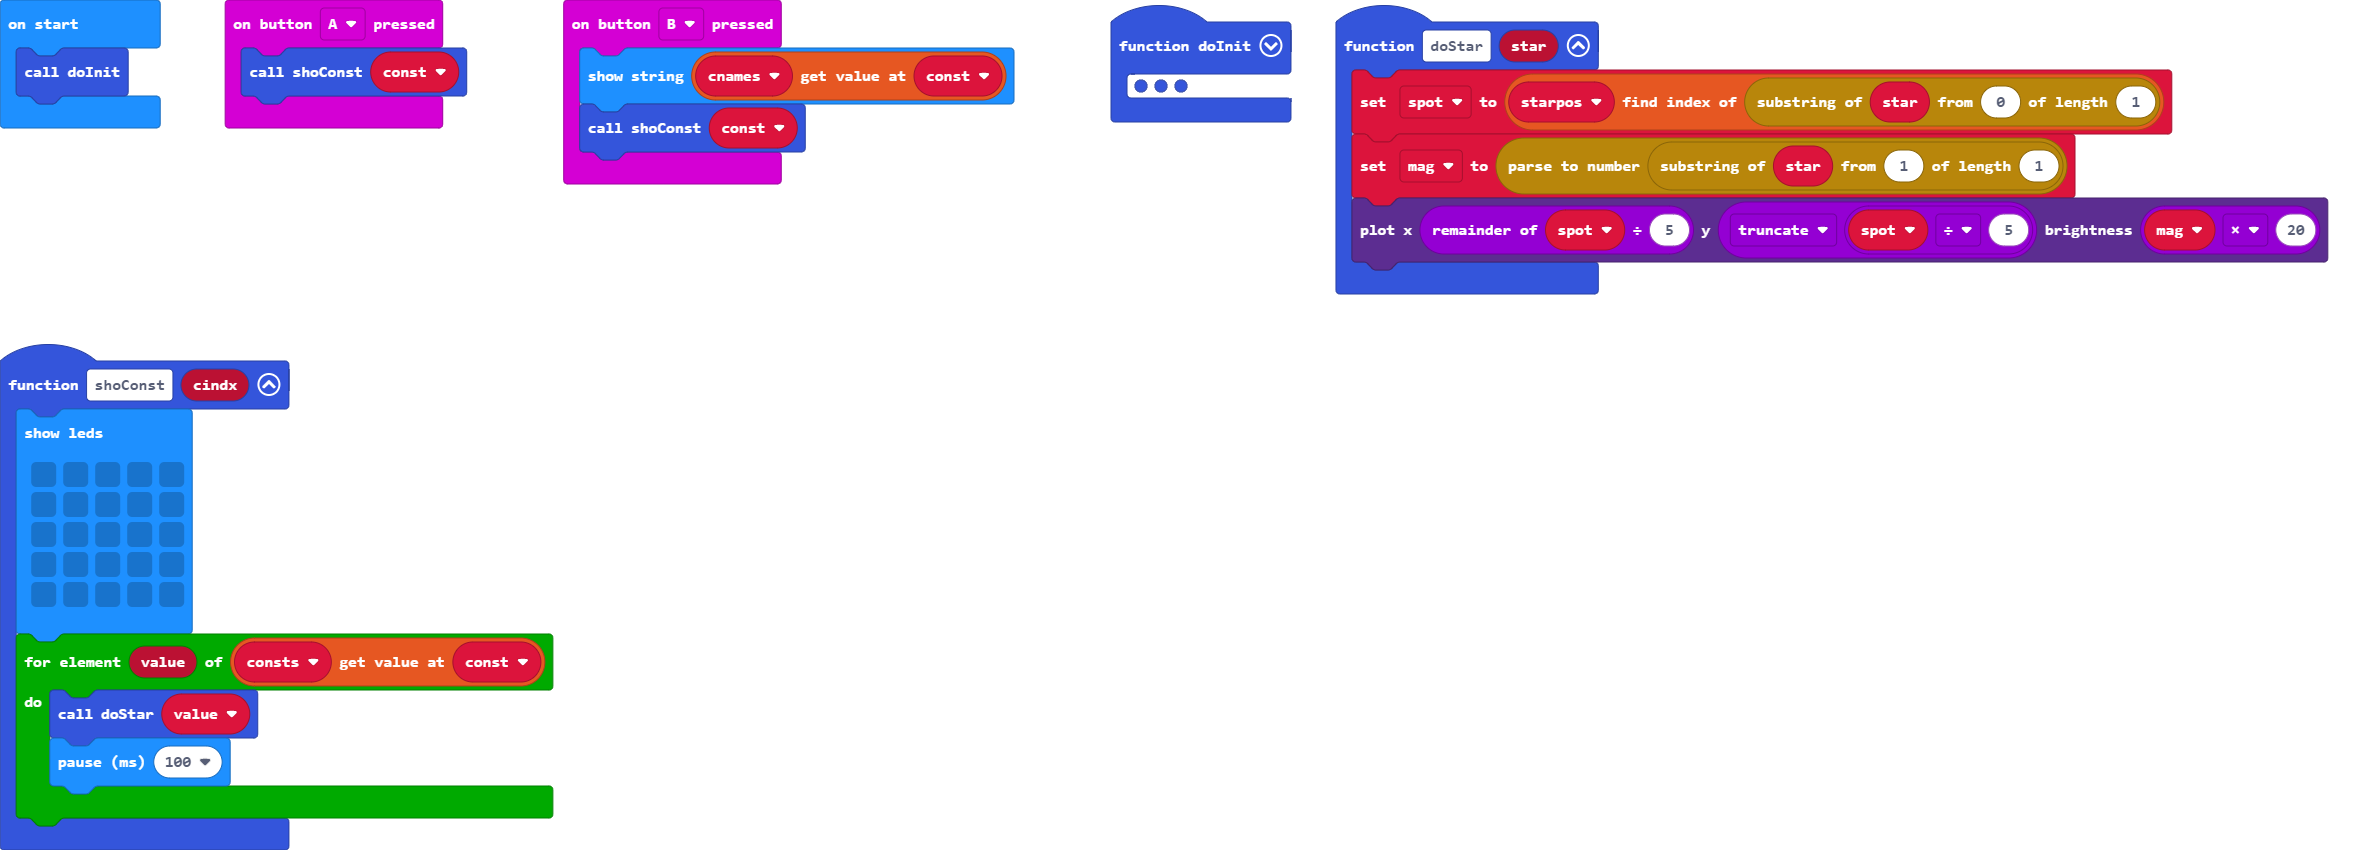 on start
call doInit
on button A pressed
call shoConst const
on button B pressed
show string cnames get value at const
call shoConst const
function doInit
function doStar star
set spot to starpos find index of substring of star from 0 of length 1
set mag to parse to number substring of star from 1 of length 1
plot x remainder of spot ÷ 5 y truncate spot ÷ 5 brightness mag × 20
function shoConst cindx
show leds
for element value of consts get value at const
do
call doStar value
pause (ms) 100